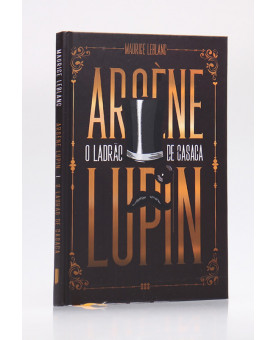 MAURICE LEBLANC
ARSÈNE
O LADRÃO DE CASACA
LUPIN
MAURICE LEBLANC
ARSÈNE LUPIN
O LADRÃO DE CASACA